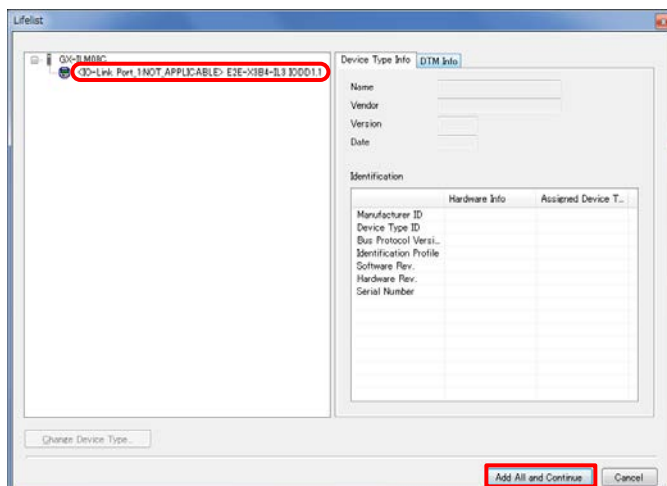 Lifelist
GX-ILM08C
<IO-Link Port_1:NOT_APPLICABLE> E2E-X3B4-IL3 IODD1.1
Device Type Info
DTM Info
Name
Vendor
Version
Date
Identification
Hardware Info
Assigned Device T...
Manufacturer ID
Device Type ID
Bus Protocol Versi...
Identification Profile
Software Rev.
Hardware Rev.
Serial Number
Change Device Type...
Add All and Continue
Cancel